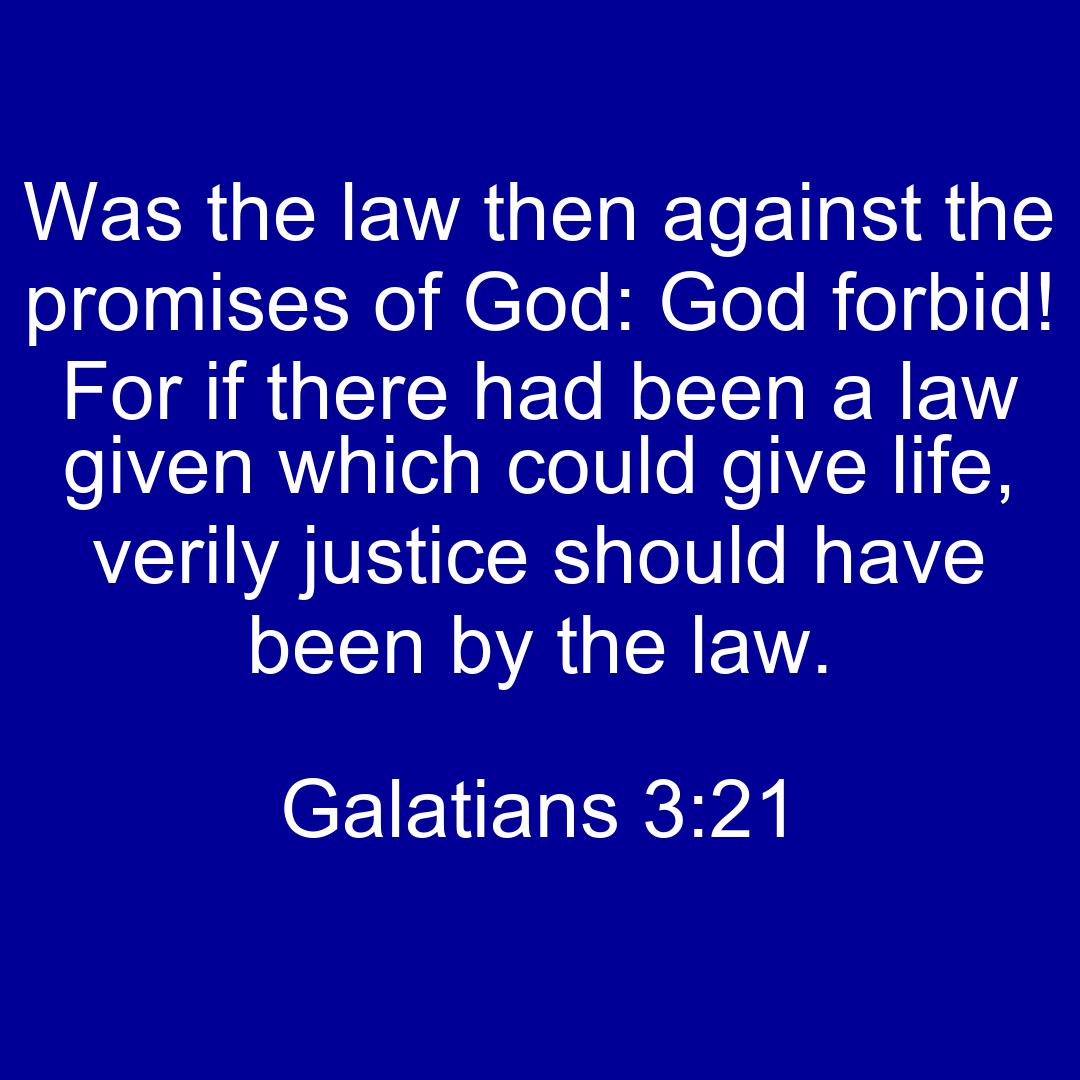 Was the law then against the
promises of God: God forbid!
For if there had been a law
given which could give life,
verily justice should have
been by the law.
Galatians 3:21